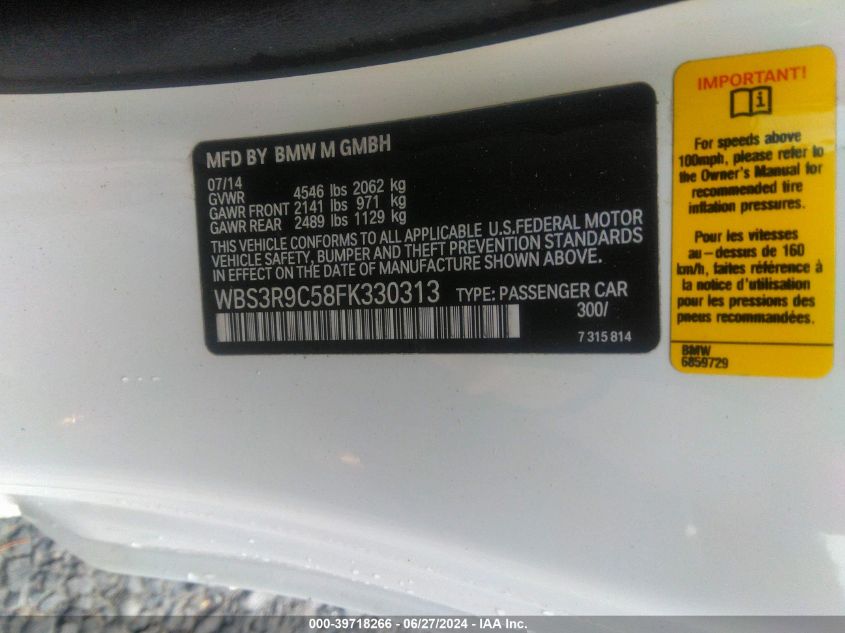 MFD BY BMW M GMBH
07/14
GVWR 4546 lbs 2062 kg
GAWR FRONT 2141 lbs 971 kg
GAWR REAR 2489 lbs 1129 kg
THIS VEHICLE CONFORMS TO ALL APPLICABLE U.S.FEDERAL MOTOR
VEHICLE SAFETY, BUMPER AND THEFT PREVENTION STANDARDS
IN EFFECT ON THE DATE OF MANUFACTURE SHOWN ABOVE.
WBS3R9C58FK330313 TYPE: PASSENGER CAR
300/
7 315 814
IMPORTANT!
i
For speeds above
100mph, please refer to
the Owner's Manual for
recommended tire
inflation pressures.
Pour les vitesses
au-dessus de 160
km/h, faites référence à
la notice d'utilisation
pour les pressions de
pneus recommandées.
BMW
6859729
000-39718266 - 06/27/2024 - IAA Inc.